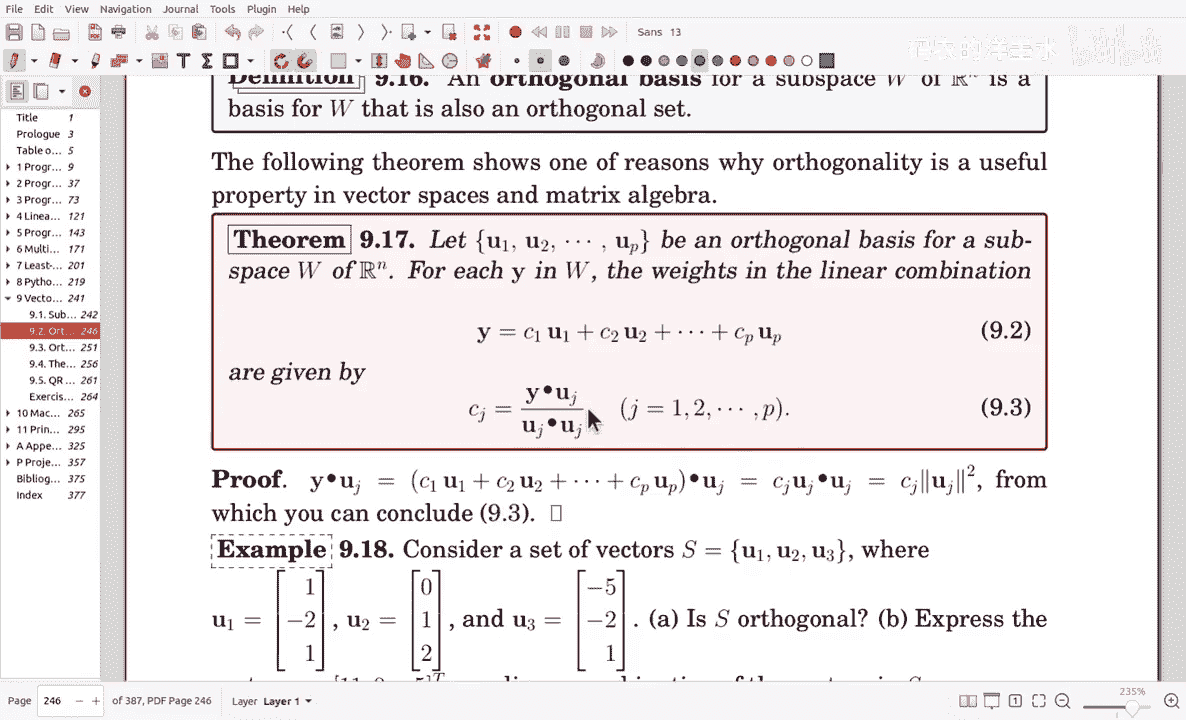 File Edit View Navigation Journal Tools Plugin Help
Sans 13
Title 1
Prologue 3
Table o... 5
1 Progr... 9
2 Progr... 37
3 Progr... 73
4 Linea... 121
5 Progr... 143
6 Multi... 171
7 Least-... 201
8 Pytho... 219
9 Vecto... 241
9.1. Sub... 242
9.2. Ort... 246
9.3. Ort... 251
9.4. The... 256
9.5. QR ... 261
Exercis... 264
10 Mac... 265
11 Prin... 295
A Appe... 325
P Proje... 357
Bibliog... 375
Index 377
Definition 9.16. An orthogonal basis for a subspace W of ℝⁿ is a
basis for W that is also an orthogonal set.
The following theorem shows one of reasons why orthogonality is a useful
property in vector spaces and matrix algebra.
Theorem 9.17. Let {u₁, u₂, ⋯ , uₚ} be an orthogonal basis for a sub-
space W of ℝⁿ. For each y in W, the weights in the linear combination
y = c₁ u₁ + c₂ u₂ + ⋯ + cₚ uₚ (9.2)
are given by
cⱼ = y•uⱼ / uⱼ•uⱼ (j = 1, 2, ⋯ , p). (9.3)
Proof. y•uⱼ = (c₁ u₁ + c₂ u₂ + ⋯ + cₚ uₚ)•uⱼ = cⱼuⱼ•uⱼ = cⱼ‖uⱼ‖², from
which you can conclude (9.3). □
Example 9.18. Consider a set of vectors S = {u₁, u₂, u₃}, where
u₁ = [1 −2 1], u₂ = [0 1 2], and u₃ = [−5 −2 1]. (a) Is S orthogonal? (b) Express the
Page 246 − + of 387, PDF Page 246 Layer Layer 1 235%